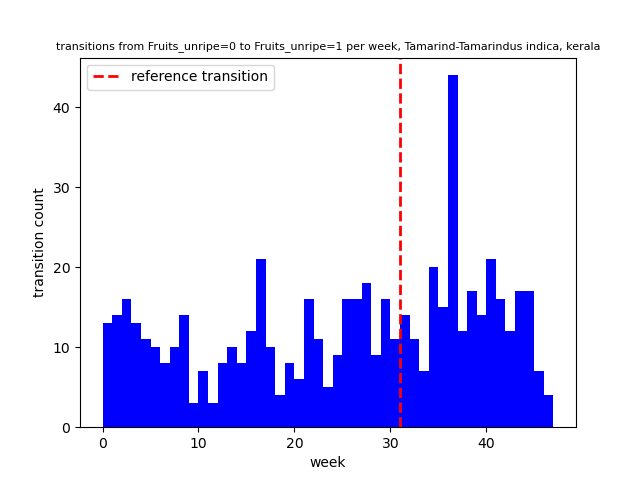 transitions from Fruits_unripe=0 to Fruits_unripe=1 per week, Tamarind-Tamarindus indica, kerala
reference transition
transition count
40
30
20
10
0
0 10 20 30 40
week